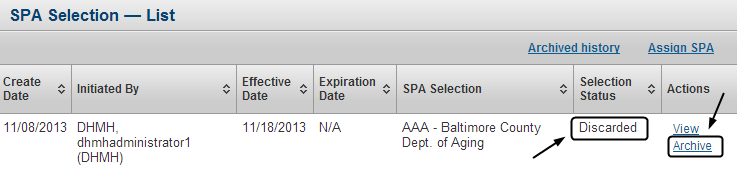 SPA Selection — List
Archived history Assign SPA
Create Date Initiated By Effective Date Expiration Date SPA Selection Selection Status Actions
11/08/2013 DHMH, dhmhadministrator1 (DHMH) 11/18/2013 N/A AAA - Baltimore County Dept. of Aging Discarded View
Archive